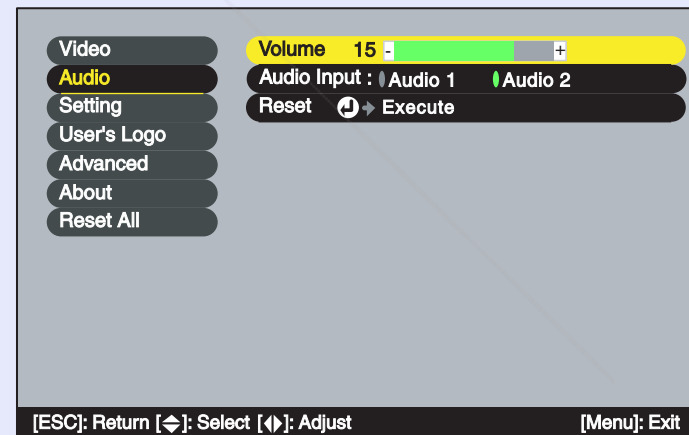 Video
Audio
Setting
User's Logo
Advanced
About
Reset All
Volume 15 - +
Audio Input : Audio 1 Audio 2
Reset Execute
[ESC]: Return [ ]: Select [ ]: Adjust [Menu]: Exit